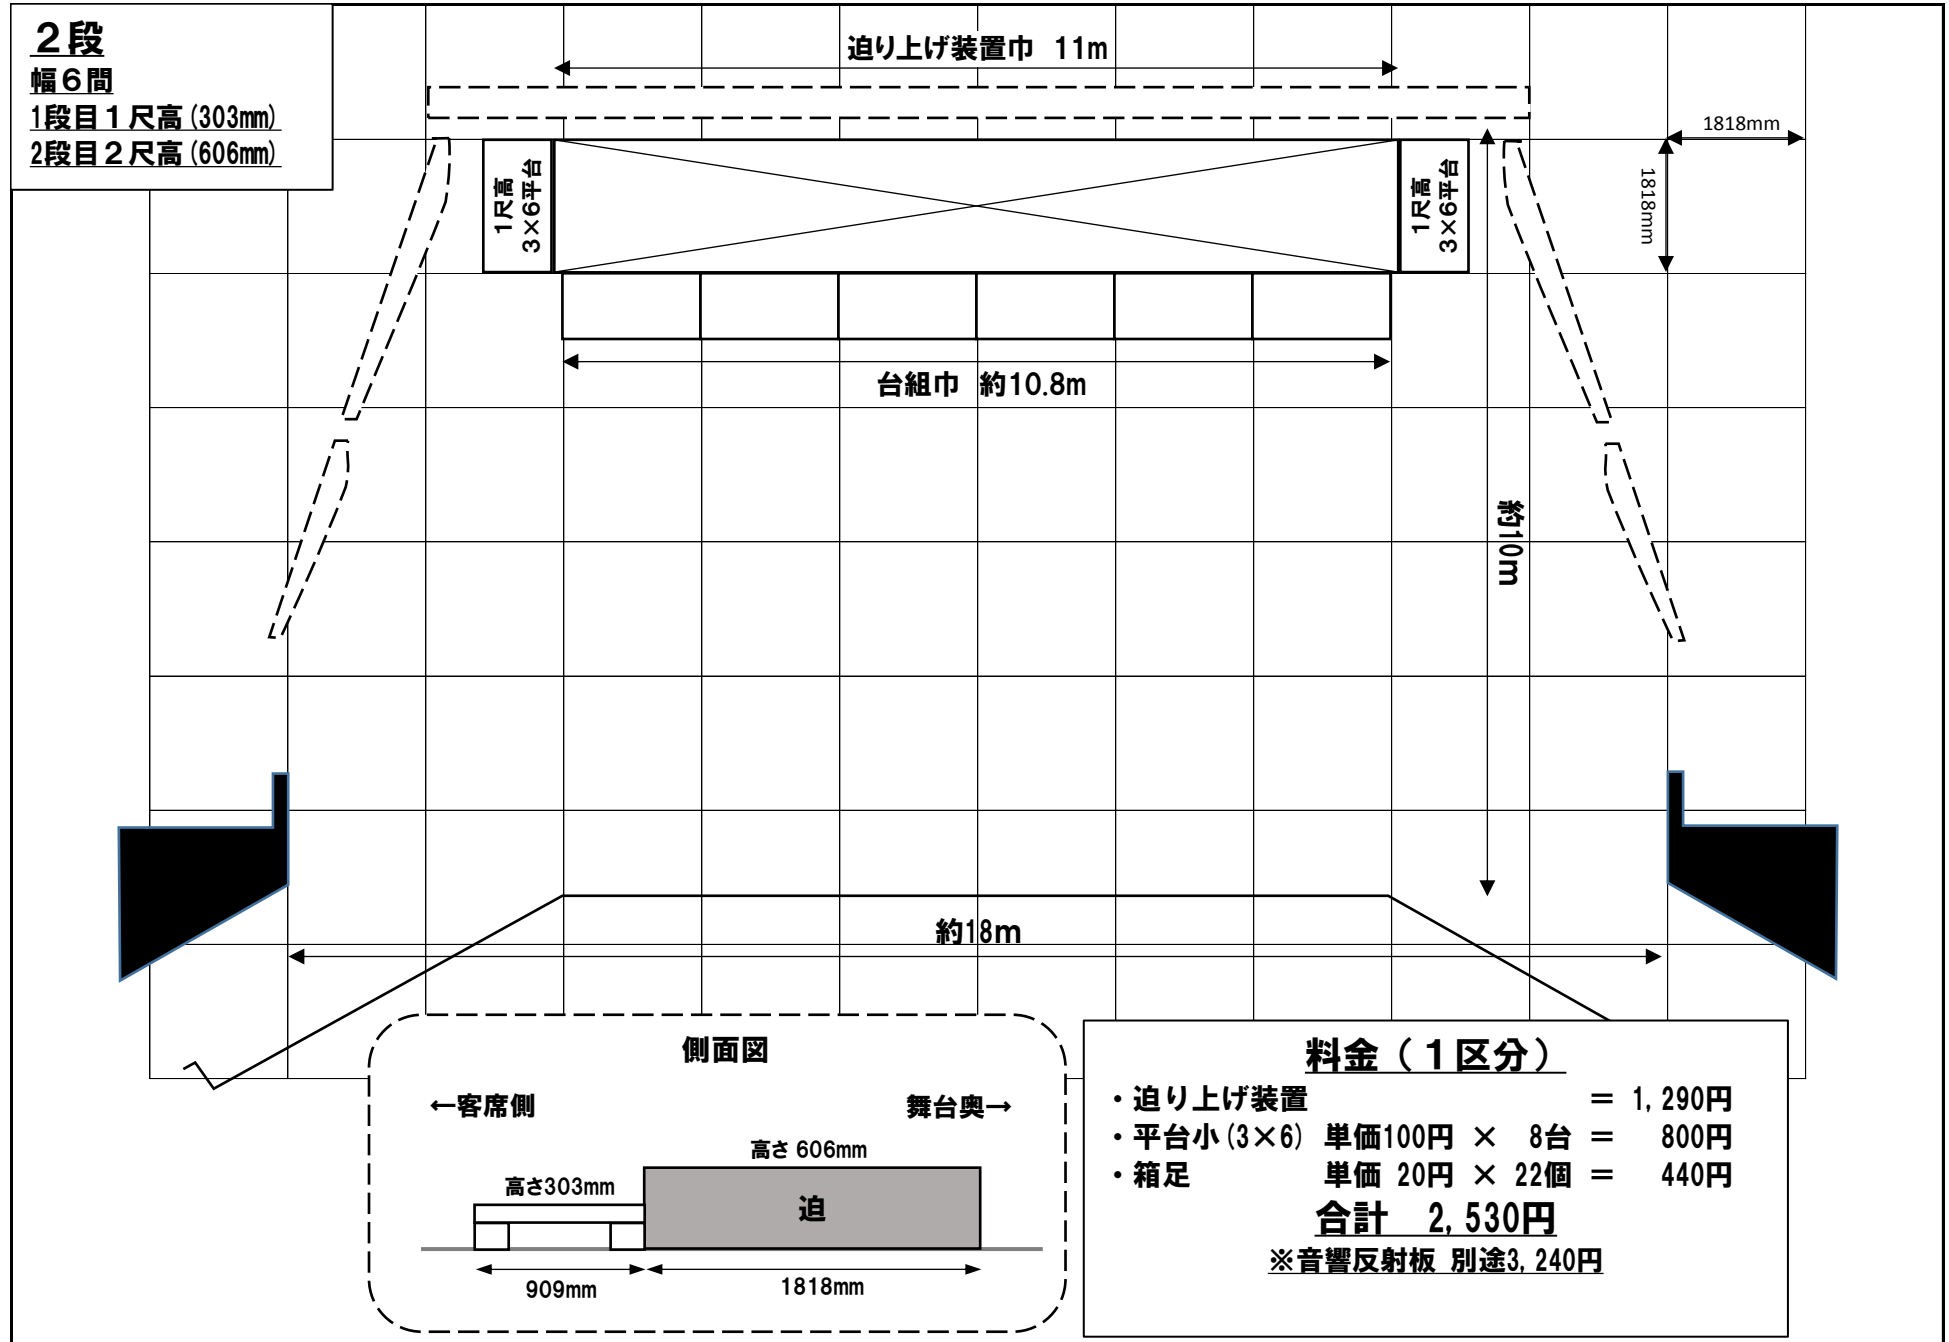 ２段
幅６間
1段目１尺高(303mm)
2段目２尺高(606mm)
迫り上げ装置巾　11m
1818mm
1818mm
１尺高
３×６平台
１尺高
３×６平台
台組巾　約10.8m
約10m
約18m
側面図
←客席側　舞台奥→
高さ 606mm
高さ303mm
迫
909mm　1818mm
料金（１区分）
・迫り上げ装置　＝ 1,290円
・平台小(3×6) 単価100円 × 8台 ＝ 800円
・箱足　単価 20円 × 22個 ＝ 440円
合計　2,530円
※音響反射板 別途3,240円